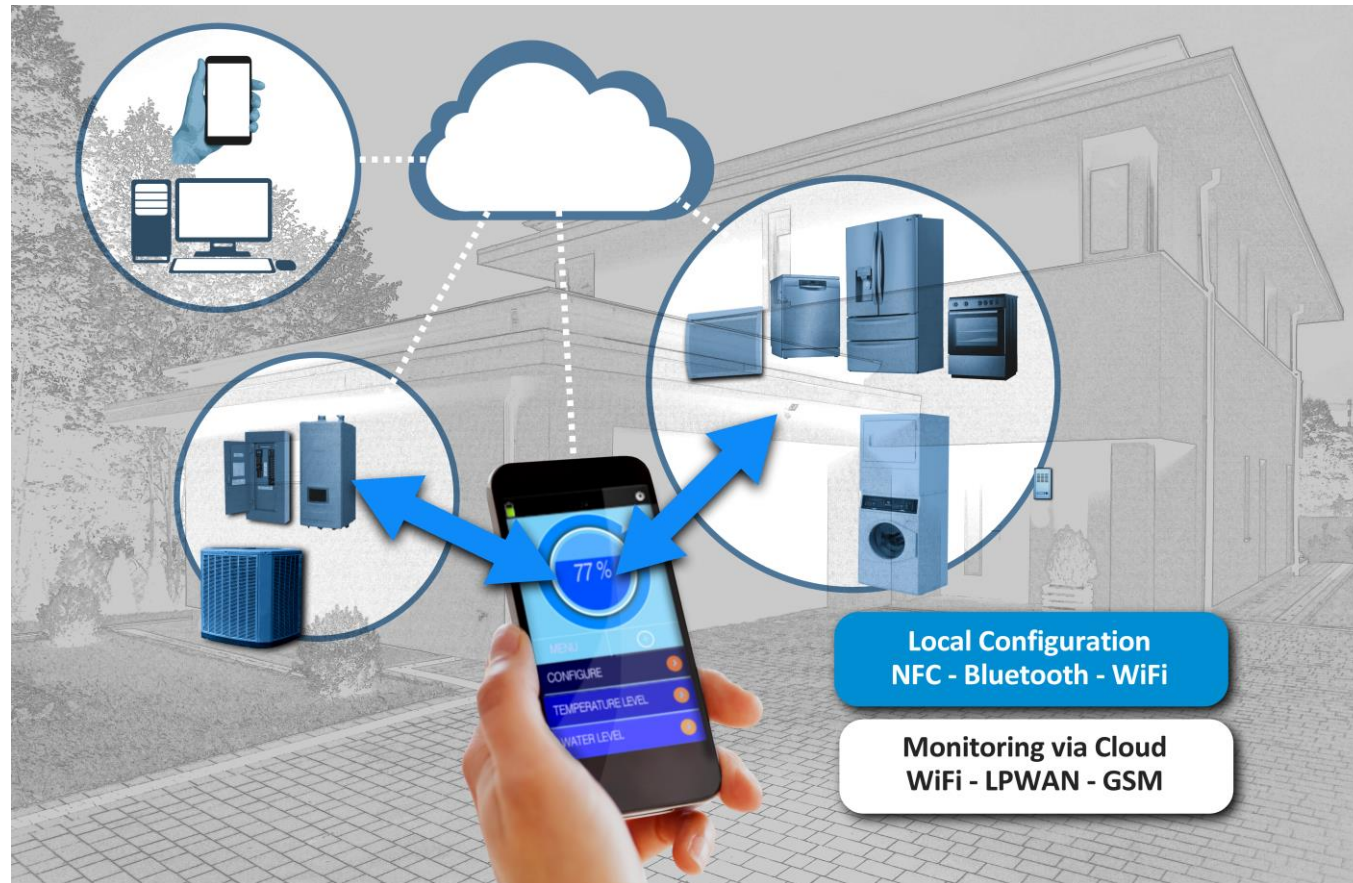 77 %
MENU
CONFIGURE
TEMPERATURE LEVEL
WATER LEVEL
Local Configuration
NFC - Bluetooth - WiFi
Monitoring via Cloud
WiFi - LPWAN - GSM